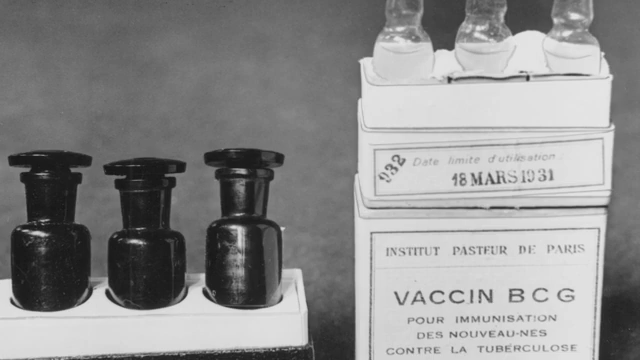 932 Date limite d'utilisation
18 MARS 1931
INSTITUT PASTEUR DE PARIS
VACCIN BCG
POUR IMMUNISATION
DES NOUVEAU-NÉS
CONTRE LA TUBERCULOSE